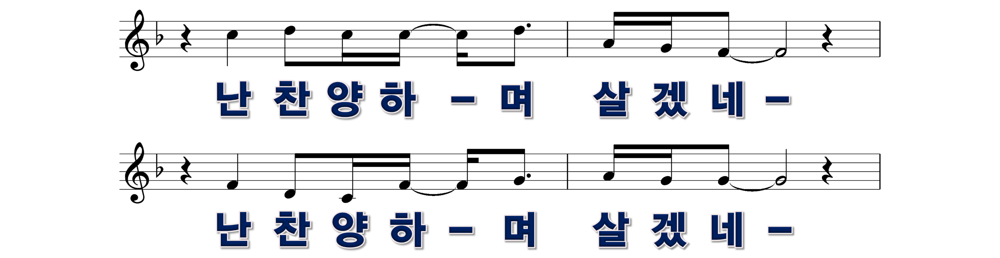 난 찬 양 하 - 며 살 겠 네 -
난 찬 양 하 - 며 살 겠 네 -